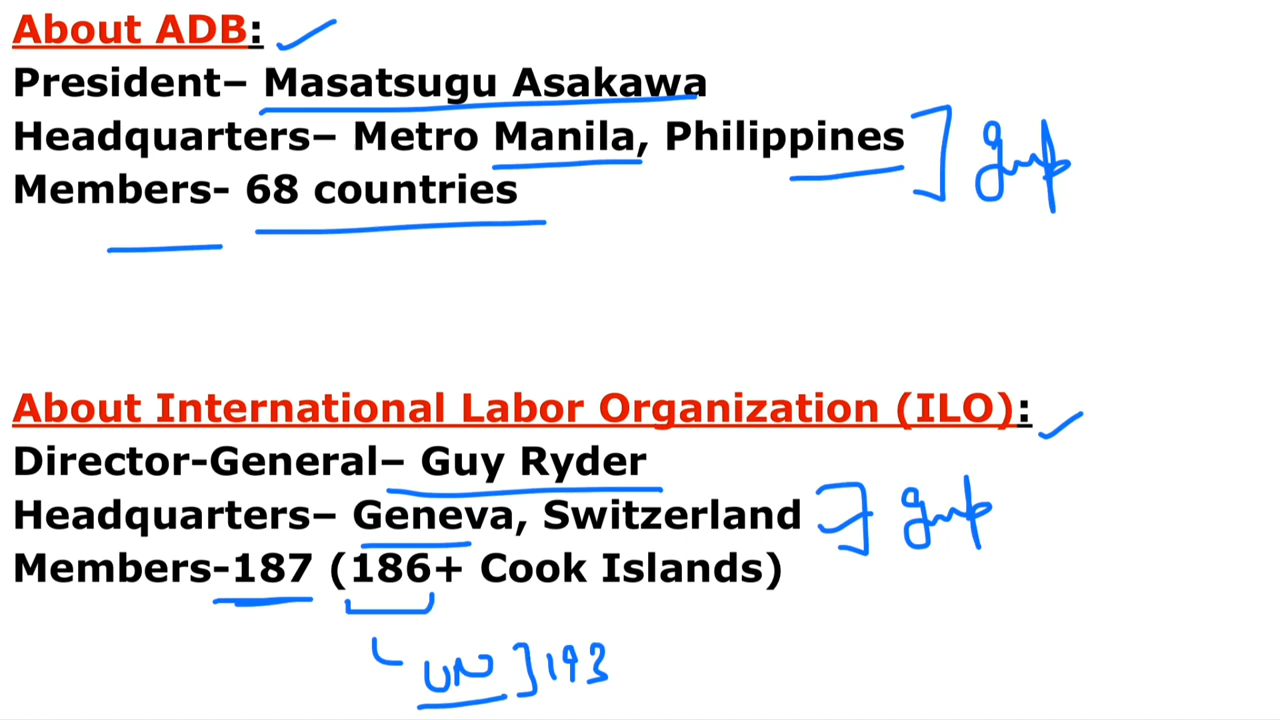 About ADB:
President– Masatsugu Asakawa
Headquarters– Metro Manila, Philippines
Members- 68 countries
About International Labor Organization (ILO):
Director-General– Guy Ryder
Headquarters– Geneva, Switzerland
Members-187 (186+ Cook Islands)
UN ] 193